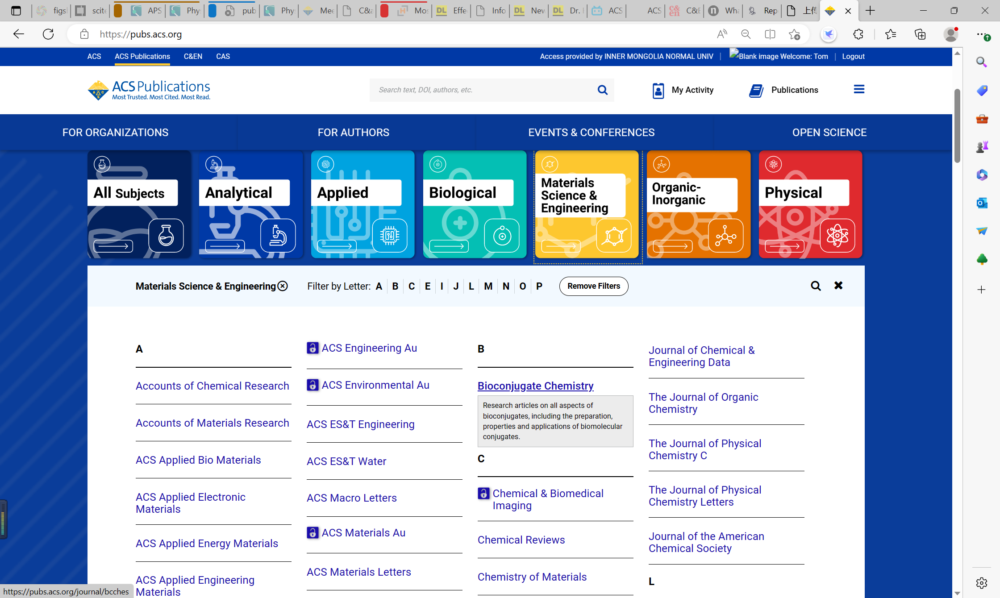 figsl
scite
APS
Phy
pub
Phy
Mee
C&a
Mo
Effe
Info
New
Dr.
ACS
ACS
C&E
Wha
Rep
上传
https://pubs.acs.org
ACS
ACS Publications
C&EN
CAS
Access provided by INNER MONGOLIA NORMAL UNIV
Blank image Welcome: Tom
Logout
ACS Publications
Most Trusted. Most Cited. Most Read.
Search text, DOI, authors, etc.
My Activity
Publications
FOR ORGANIZATIONS
FOR AUTHORS
EVENTS & CONFERENCES
OPEN SCIENCE
All Subjects
Analytical
Applied
Biological
Materials
Science &
Engineering
Organic-
Inorganic
Physical
Materials Science & Engineering
Filter by Letter: A B C E I J L M N O P
Remove Filters
A
Accounts of Chemical Research
Accounts of Materials Research
ACS Applied Bio Materials
ACS Applied Electronic
Materials
ACS Applied Energy Materials
ACS Applied Engineering
Materials
ACS Engineering Au
ACS Environmental Au
ACS ES&T Engineering
ACS ES&T Water
ACS Macro Letters
ACS Materials Au
ACS Materials Letters
B
Bioconjugate Chemistry
Research articles on all aspects of
bioconjugates, including the preparation,
properties and applications of biomolecular
conjugates.
C
Chemical & Biomedical
Imaging
Chemical Reviews
Chemistry of Materials
Journal of Chemical &
Engineering Data
The Journal of Organic
Chemistry
The Journal of Physical
Chemistry C
The Journal of Physical
Chemistry Letters
Journal of the American
Chemical Society
L
https://pubs.acs.org/journal/bcches